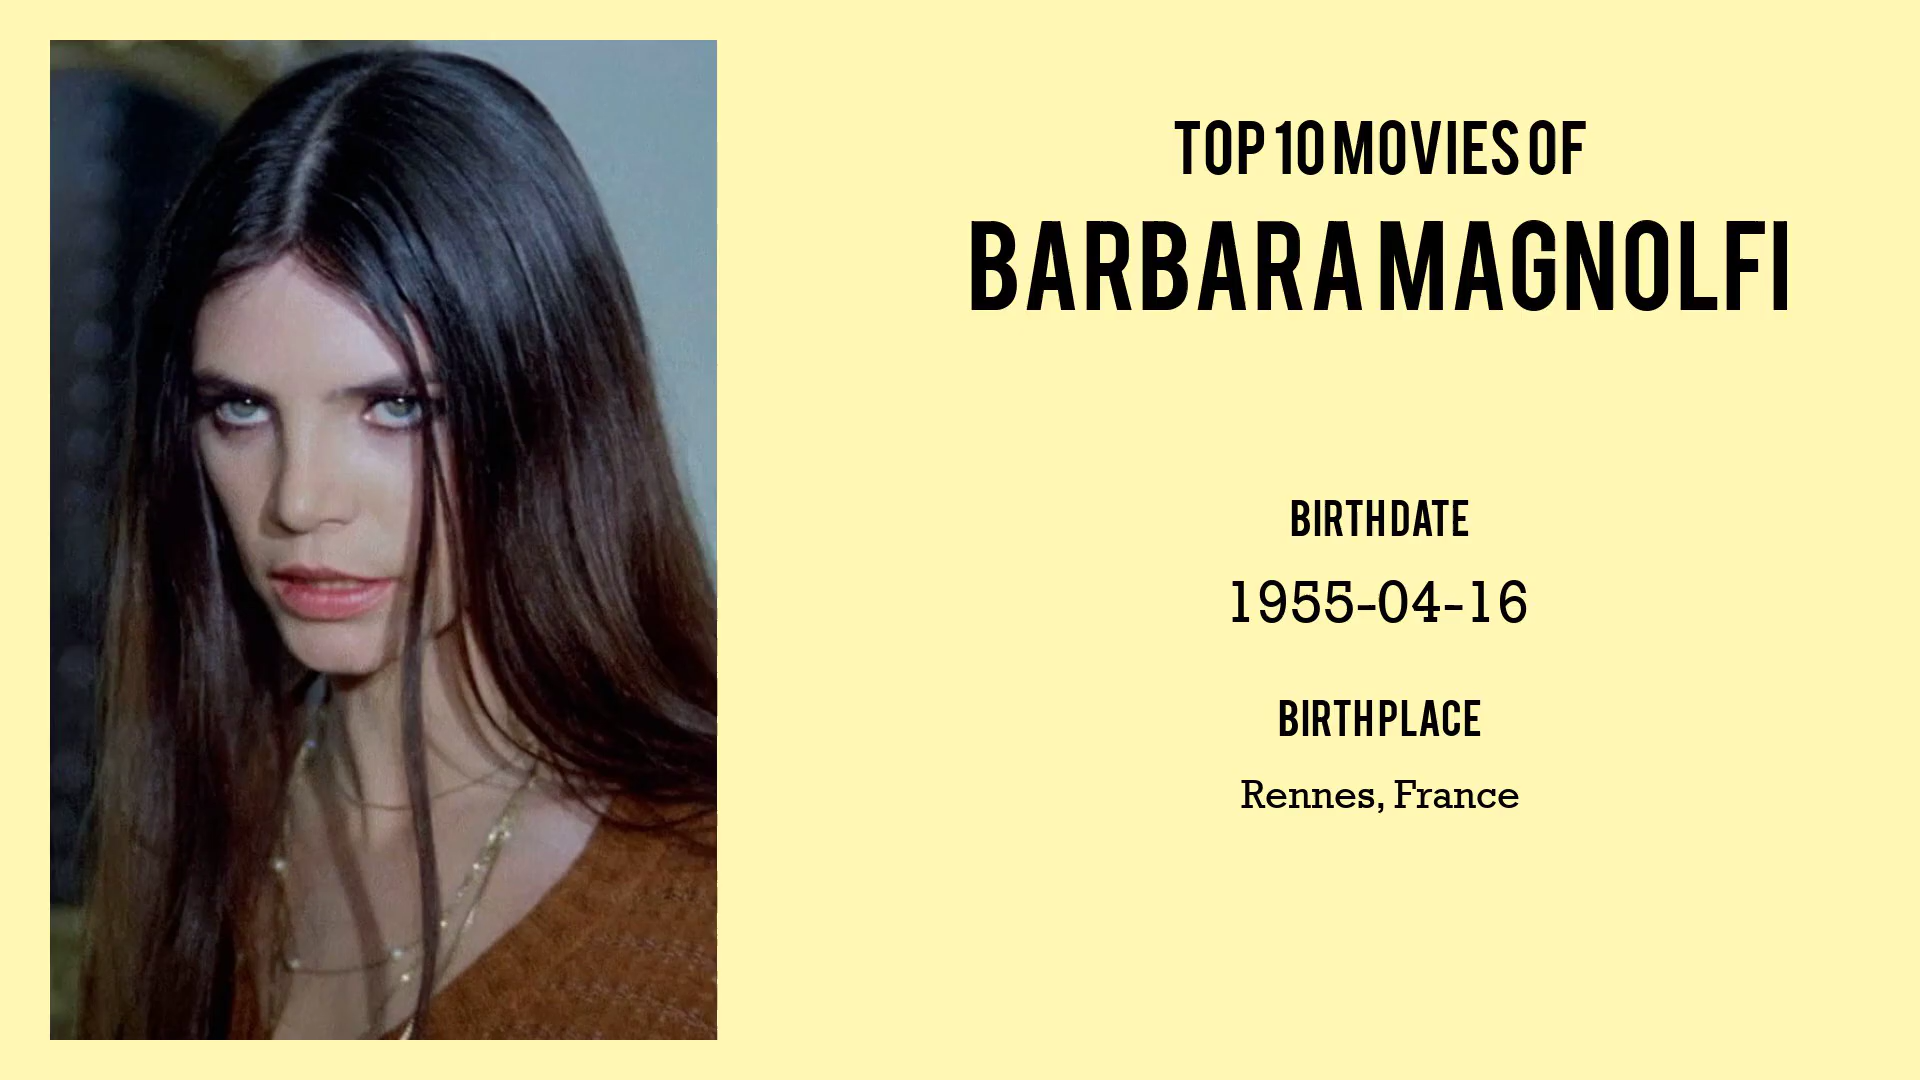 TOP 10 MOVIES OF
BARBARA MAGNOLFI
BIRTHDATE
1955-04-16
BIRTHPLACE
Rennes, France